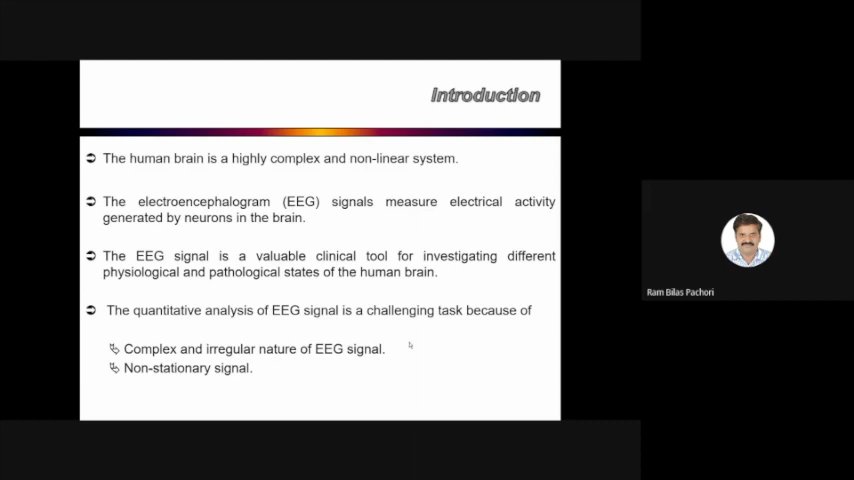 Introduction
The human brain is a highly complex and non-linear system.
The electroencephalogram (EEG) signals measure electrical activity
generated by neurons in the brain.
The EEG signal is a valuable clinical tool for investigating different
physiological and pathological states of the human brain.
The quantitative analysis of EEG signal is a challenging task because of
Complex and irregular nature of EEG signal.
Non-stationary signal.
Ram Bilas Pachori